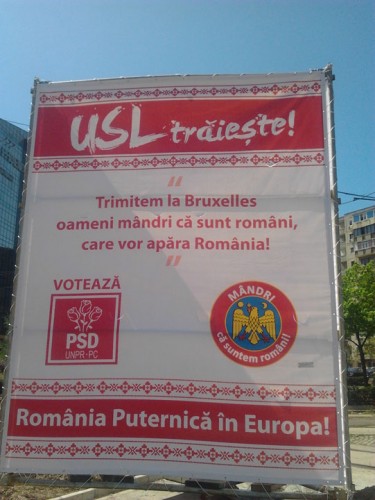 USL trăiește!
“
Trimitem la Bruxelles
oameni mândri că sunt români,
care vor apăra România!
“
VOTEAZĂ
PSD
UNPR-PC
MÂNDRI
că suntem români!
România Puternică în Europa!